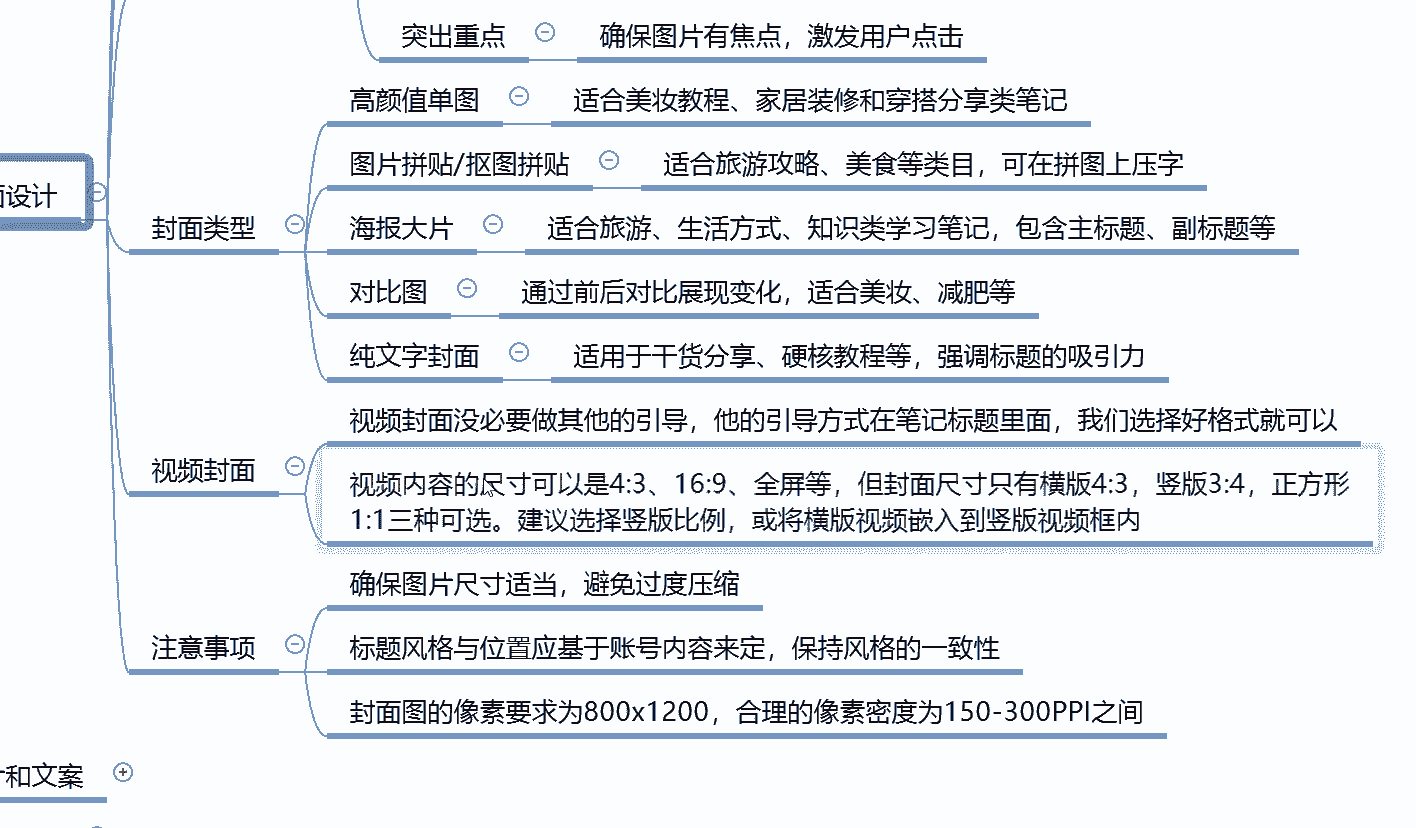 突出重点
确保图片有焦点，激发用户点击
高颜值单图
适合美妆教程、家居装修和穿搭分享类笔记
图片拼贴/抠图拼贴
适合旅游攻略、美食等类目，可在拼图上压字
面设计
封面类型
海报大片
适合旅游、生活方式、知识类学习笔记，包含主标题、副标题等
对比图
通过前后对比展现变化，适合美妆、减肥等
纯文字封面
适用于干货分享、硬核教程等，强调标题的吸引力
视频封面
视频封面没必要做其他的引导，他的引导方式在笔记标题里面，我们选择好格式就可以
视频内容的尺寸可以是4:3、16:9、全屏等，但封面尺寸只有横版4:3，竖版3:4，正方形
1:1三种可选。建议选择竖版比例，或将横版视频嵌入到竖版视频框内
注意事项
确保图片尺寸适当，避免过度压缩
标题风格与位置应基于账号内容来定，保持风格的一致性
封面图的像素要求为800x1200，合理的像素密度为150-300PPI之间
和文案